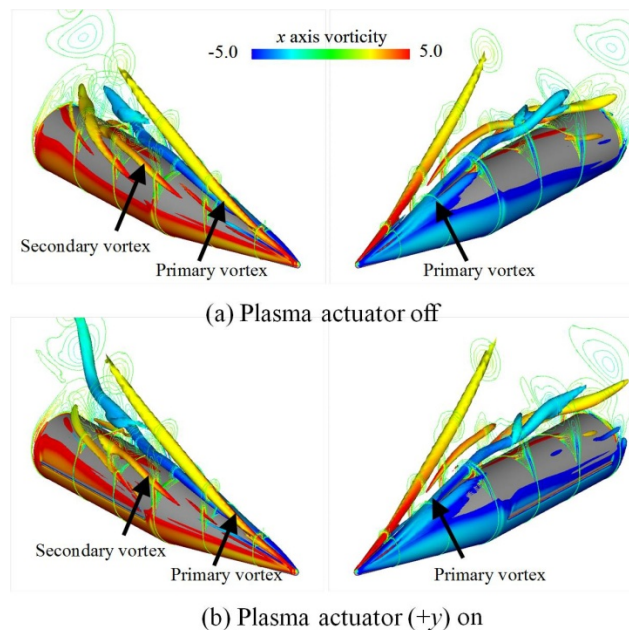 x axis vorticity
-5.0 5.0
Secondary vortex
Primary vortex
Primary vortex
(a) Plasma actuator off
Secondary vortex
Primary vortex
Primary vortex
(b) Plasma actuator (+y) on